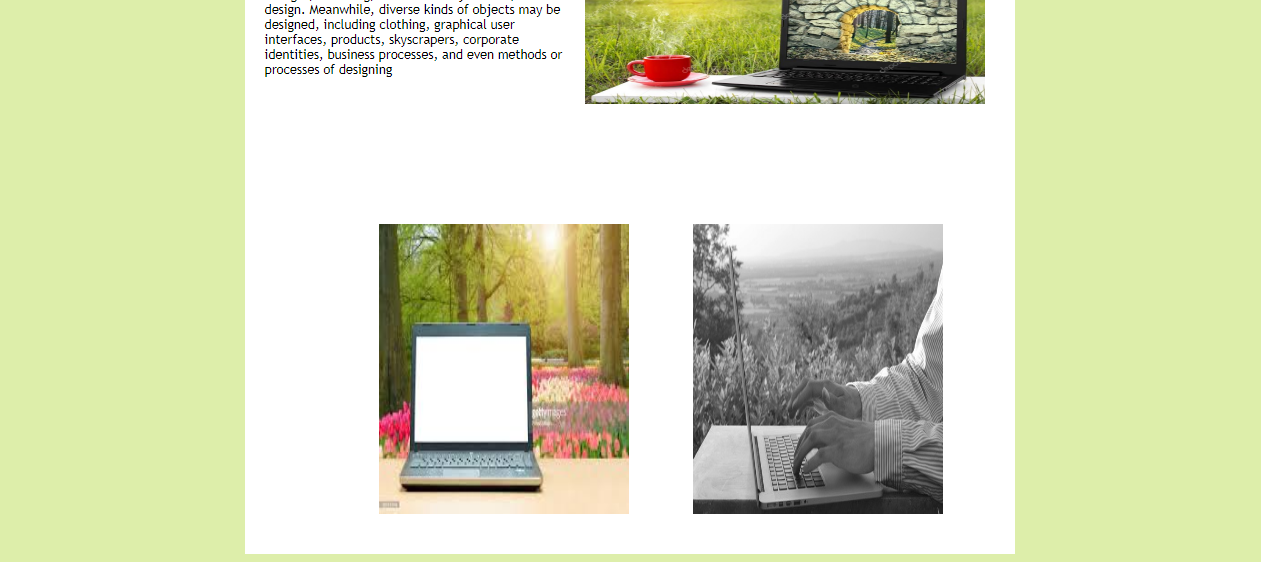 design. Meanwhile, diverse kinds of objects may be
designed, including clothing, graphical user
interfaces, products, skyscrapers, corporate
identities, business processes, and even methods or
processes of designing
gettyimages